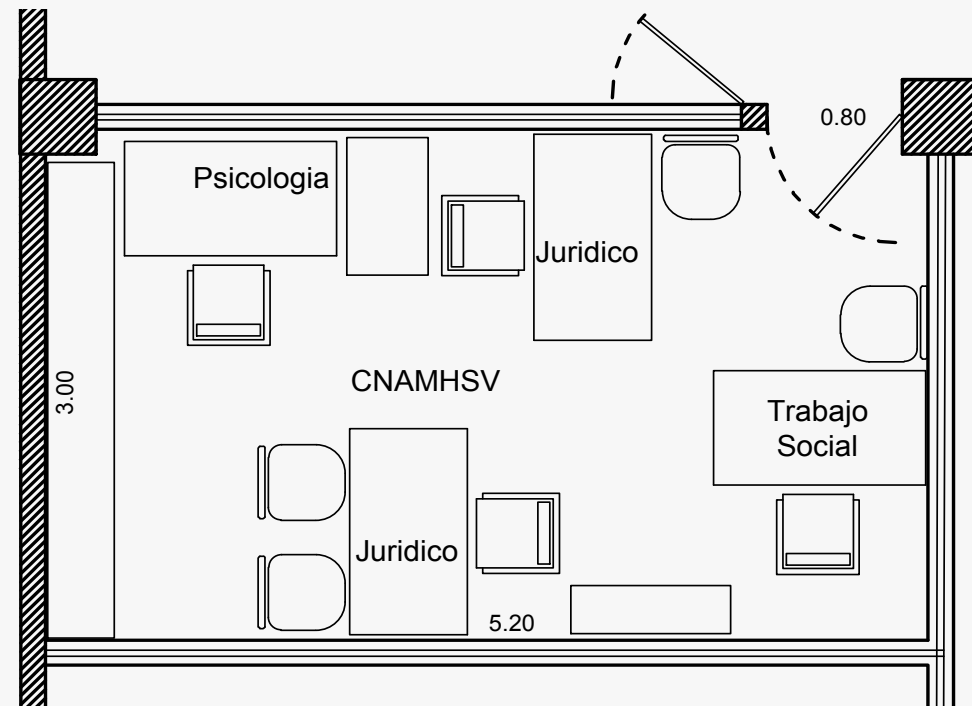 0.80
Psicologia
Juridico
CNAMHSV
3.00
Trabajo
Social
Juridico
5.20